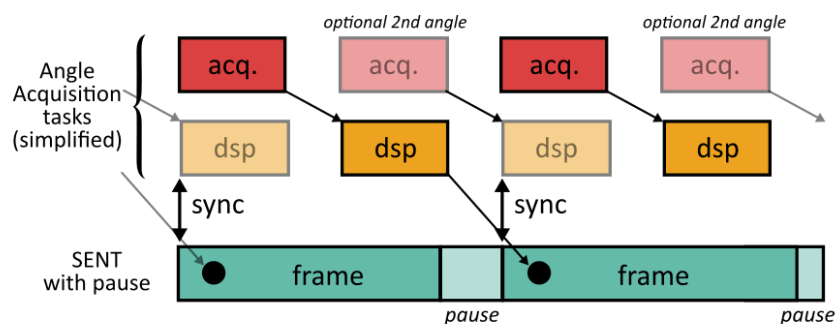 optional 2nd angle
optional 2nd angle
Angle
Acquisition
tasks
(simplified)
acq.
acq.
acq.
acq.
dsp
dsp
dsp
dsp
sync
sync
SENT
with pause
frame
frame
pause
pause